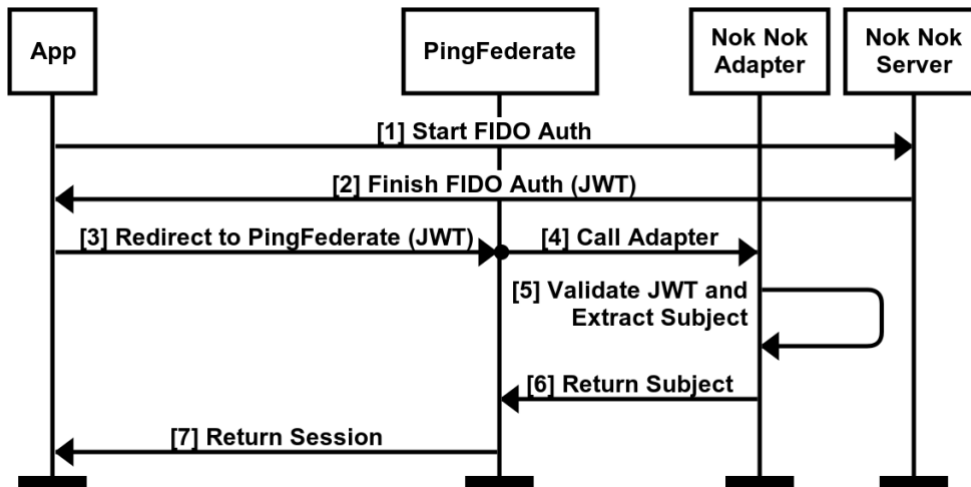 App
PingFederate
Nok Nok
Adapter
Nok Nok
Server
[1] Start FIDO Auth
[2] Finish FIDO Auth (JWT)
[3] Redirect to PingFederate (JWT)
[4] Call Adapter
[5] Validate JWT and
Extract Subject
[6] Return Subject
[7] Return Session